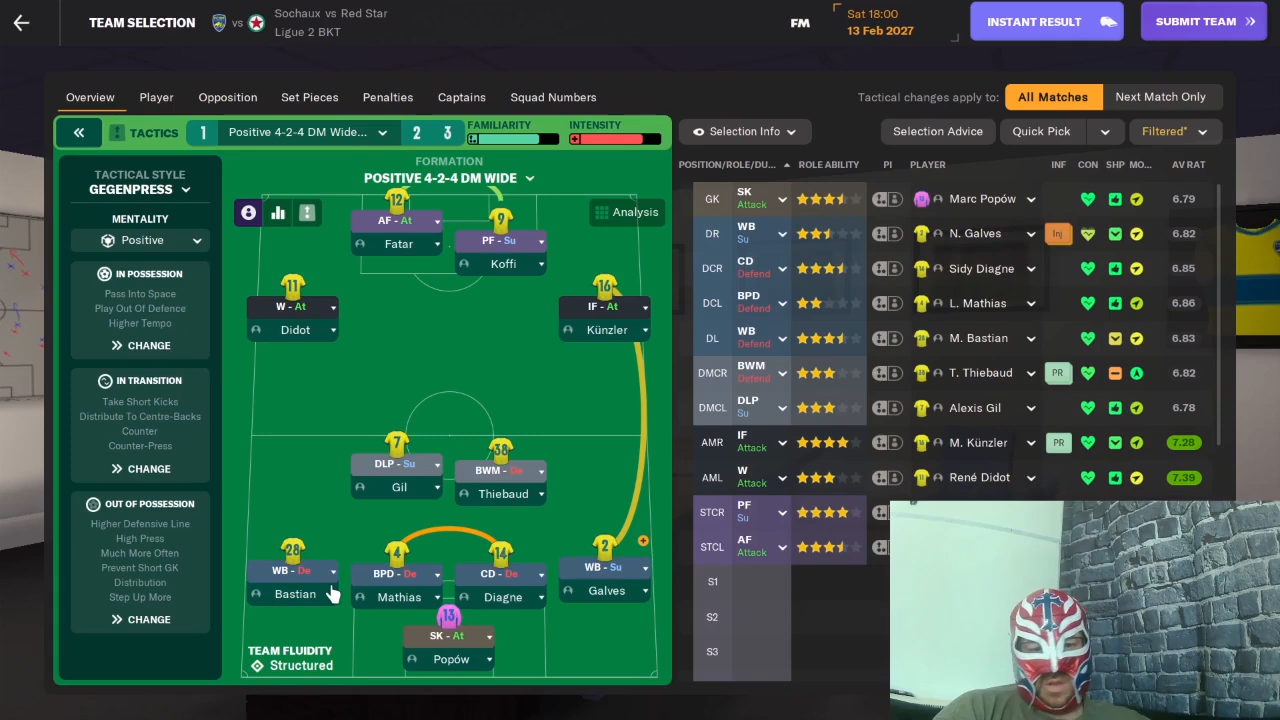 TEAM SELECTION
vs
Sochaux vs Red Star
Ligue 2 BKT
FM
Sat 18:00
13 Feb 2027
INSTANT RESULT
SUBMIT TEAM
Overview
Player
Opposition
Set Pieces
Penalties
Captains
Squad Numbers
Tactical changes apply to:
All Matches
Next Match Only
TACTICS
1
Positive 4-2-4 DM Wide...
2
3
FAMILIARITY
INTENSITY
Selection Info
Selection Advice
Quick Pick
Filtered*
TACTICAL STYLE
GEGENPRESS
MENTALITY
Positive
IN POSSESSION
Pass Into Space
Play Out Of Defence
Higher Tempo
CHANGE
IN TRANSITION
Take Short Kicks
Distribute To Centre-Backs
Counter
Counter-Press
CHANGE
OUT OF POSSESSION
Higher Defensive Line
High Press
Much More Often
Prevent Short GK
Distribution
Step Up More
CHANGE
FORMATION
POSITIVE 4-2-4 DM WIDE
Analysis
12
AF - At
Fatar
9
PF - Su
Koffi
11
W - At
Didot
16
IF - At
Künzler
7
DLP - Su
Gil
38
BWM - De
Thiebaud
28
WB - De
Bastian
4
BPD - De
Mathias
14
CD - De
Diagne
2
WB - Su
Galves
13
SK - At
Popów
TEAM FLUIDITY
Structured
POSITION/ROLE/DU... ROLE ABILITY PI PLAYER INF CON SHP MO... AV RAT
GK SK Attack Marc Popów 6.79
DR WB Su N. Galves Inj 6.82
DCR CD Defend Sidy Diagne 6.85
DCL BPD Defend L. Mathias 6.86
DL WB Defend M. Bastian 6.83
DMCR BWM Defend T. Thiebaud PR 6.82
DMCL DLP Su Alexis Gil 6.78
AMR IF Attack M. Künzler PR 7.28
AML W Attack René Didot 7.39
STCR PF Su
STCL AF Attack
S1
S2
S3